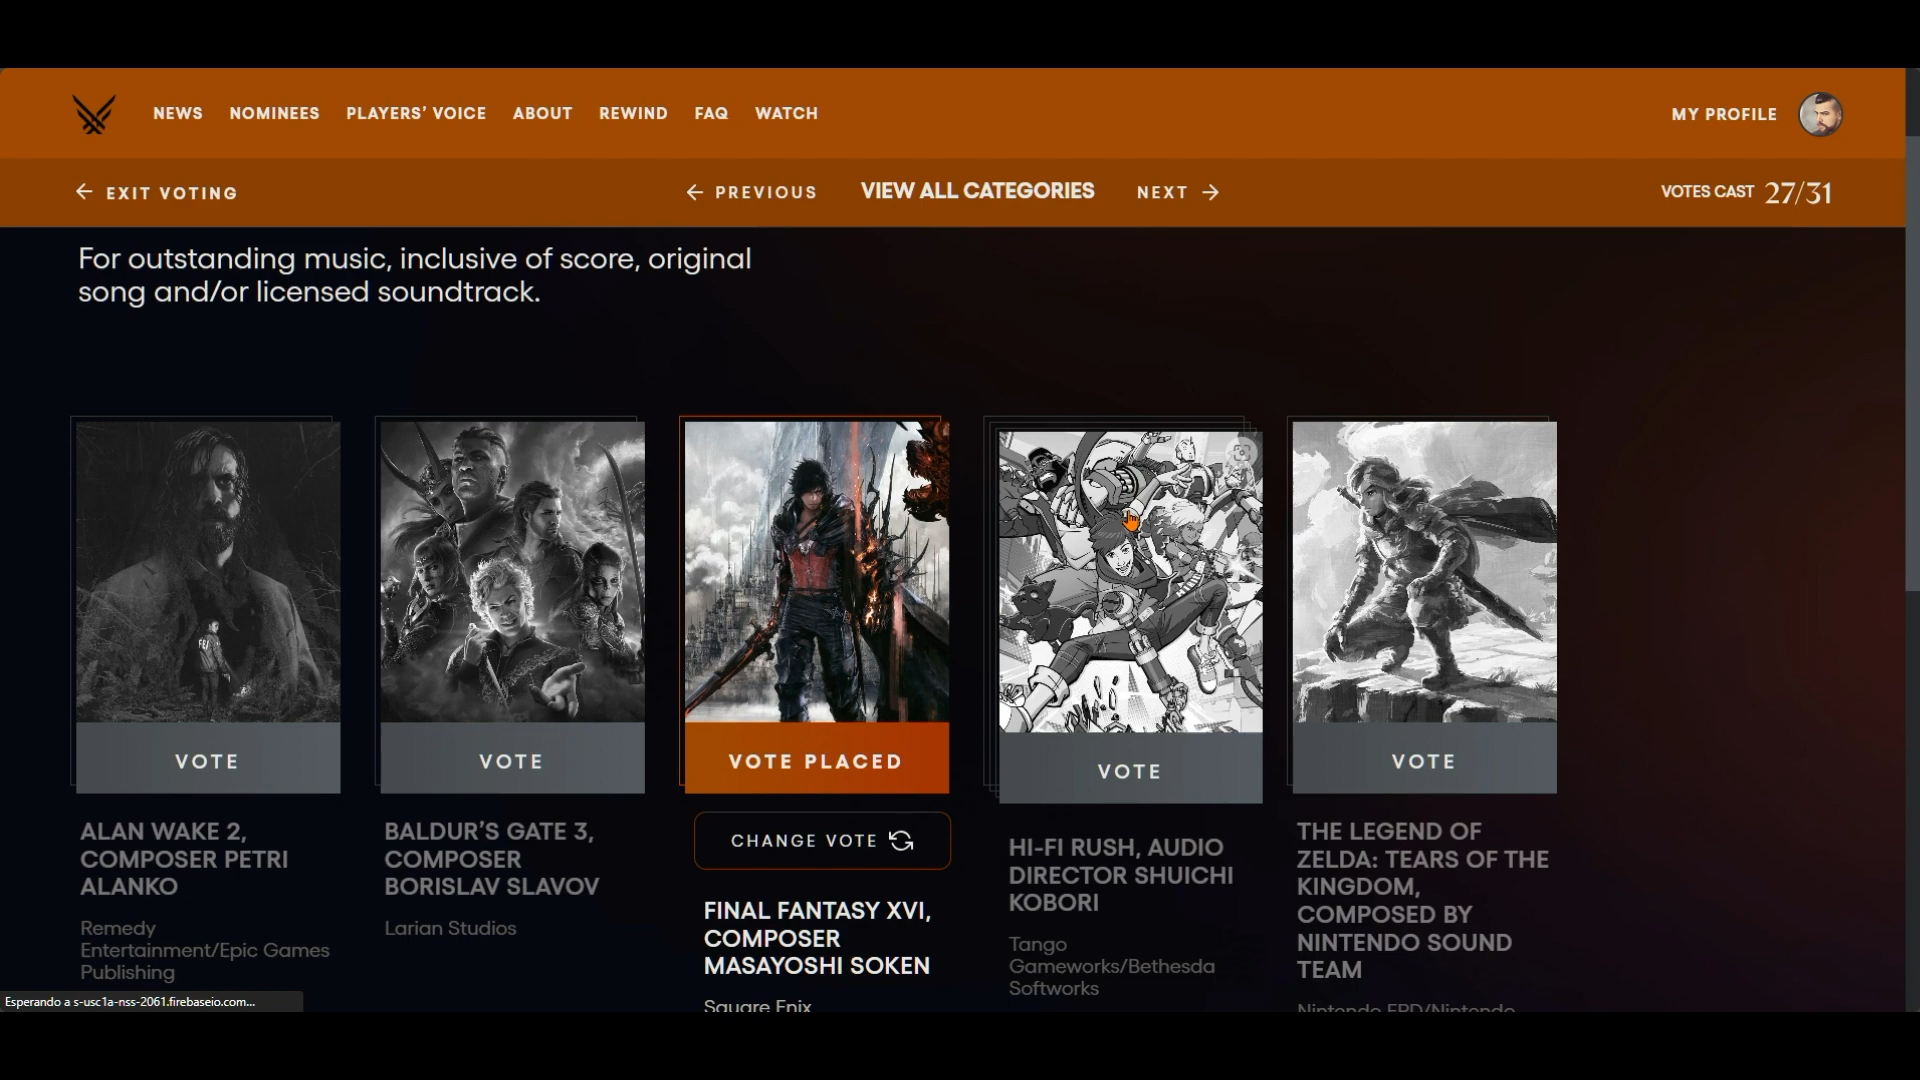 NEWS NOMINEES PLAYERS' VOICE ABOUT REWIND FAQ WATCH MY PROFILE
EXIT VOTING PREVIOUS VIEW ALL CATEGORIES NEXT VOTES CAST 27/31
For outstanding music, inclusive of score, original
song and/or licensed soundtrack.
VOTE
ALAN WAKE 2,
COMPOSER PETRI
ALANKO
Remedy
Entertainment/Epic Games
Publishing
VOTE
BALDUR'S GATE 3,
COMPOSER
BORISLAV SLAVOV
Larian Studios
VOTE PLACED
CHANGE VOTE
FINAL FANTASY XVI,
COMPOSER
MASAYOSHI SOKEN
Square Enix
VOTE
HI-FI RUSH, AUDIO
DIRECTOR SHUICHI
KOBORI
Tango
Gameworks/Bethesda
Softworks
VOTE
THE LEGEND OF
ZELDA: TEARS OF THE
KINGDOM,
COMPOSED BY
NINTENDO SOUND
TEAM
Nintendo EPD/Nintendo
Esperando a s-usc1a-nss-2061.firebaseio.com...